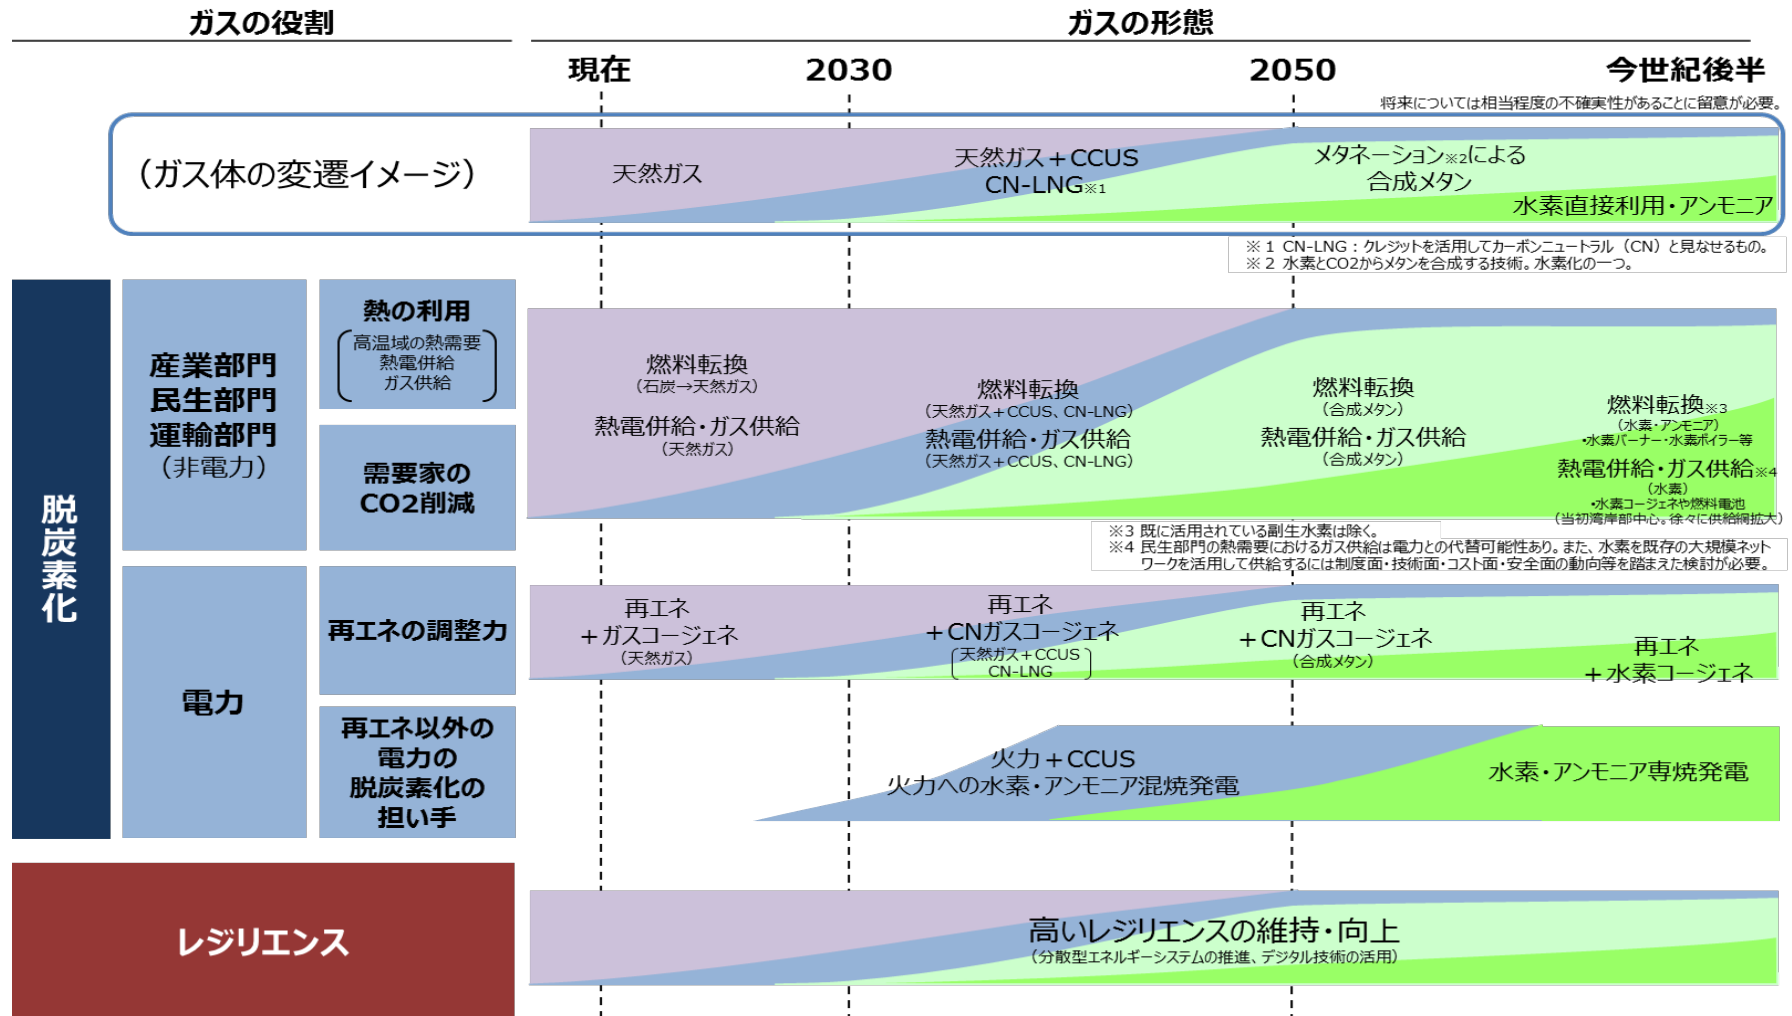 ガスの役割
ガスの形態
現在
2030
2050
今世紀後半
将来については相当程度の不確実性があることに留意が必要。
（ガス体の変遷イメージ）
天然ガス
天然ガス＋CCUS
CN-LNG※1
メタネーション※2による
合成メタン
水素直接利用・アンモニア
※１ CN-LNG：クレジットを活用してカーボンニュートラル（CN）と見なせるもの。
※２ 水素とCO2からメタンを合成する技術。水素化の一つ。
脱炭素化
産業部門
民生部門
運輸部門
（非電力）
熱の利用
高温域の熱需要
熱電併給
ガス供給
需要家の
CO2削減
燃料転換
（石炭→天然ガス）
熱電併給・ガス供給
（天然ガス）
燃料転換
（天然ガス＋CCUS、CN-LNG）
熱電併給・ガス供給
（天然ガス＋CCUS、CN-LNG）
燃料転換
（合成メタン）
熱電併給・ガス供給
（合成メタン）
燃料転換※3
（水素・アンモニア）
・水素バーナー・水素ボイラー等
熱電併給・ガス供給※4
（水素）
・水素コージェネや燃料電池
（当初湾岸部中心。徐々に供給網拡大）
※3 既に活用されている副生水素は除く。
※4 民生部門の熱需要におけるガス供給は電力との代替可能性あり。また、水素を既存の大規模ネット
ワークを活用して供給するには制度面・技術面・コスト面・安全面の動向等を踏まえた検討が必要。
電力
再エネの調整力
再エネ
＋ガスコージェネ
（天然ガス）
再エネ
＋CNガスコージェネ
天然ガス＋CCUS
CN-LNG
再エネ
＋CNガスコージェネ
（合成メタン）
再エネ
＋水素コージェネ
再エネ以外の
電力の
脱炭素化の
担い手
火力＋CCUS
火力への水素・アンモニア混焼発電
水素・アンモニア専焼発電
レジリエンス
高いレジリエンスの維持・向上
（分散型エネルギーシステムの推進、デジタル技術の活用）